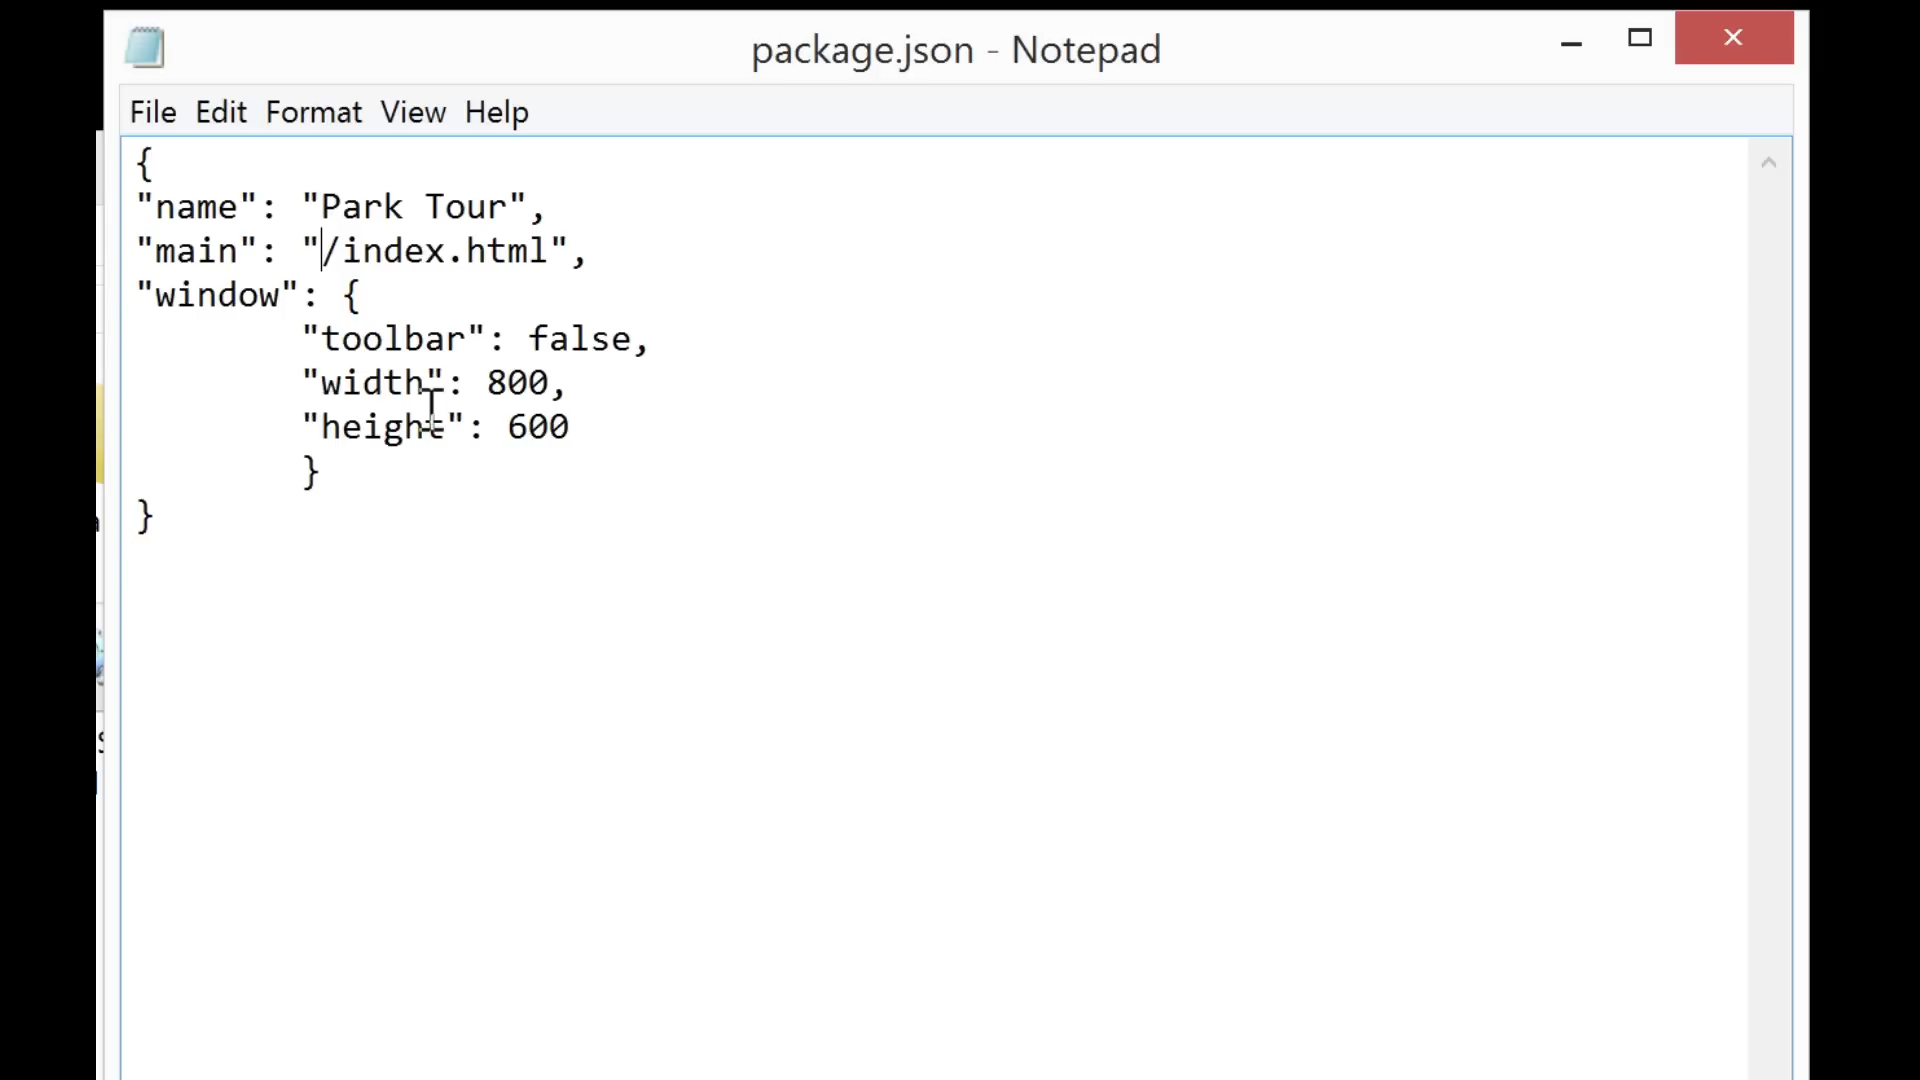 package.json - Notepad
File Edit Format View Help
{
"name": "Park Tour",
"main": "/index.html",
"window": {
        "toolbar": false,
        "width": 800,
        "height": 600
        }
}